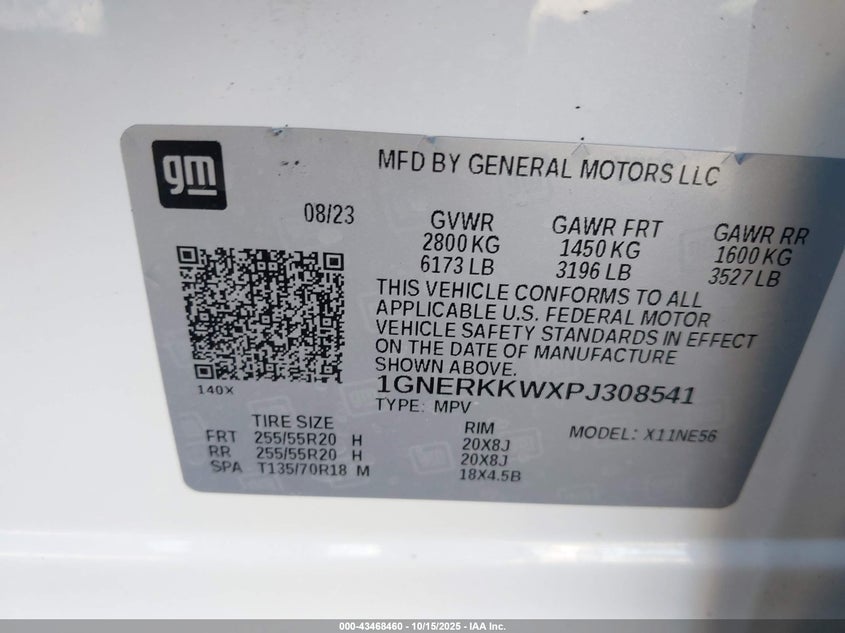 gm
MFD BY GENERAL MOTORS LLC
08/23
GVWR
2800 KG
6173 LB
GAWR FRT
1450 KG
3196 LB
GAWR RR
1600 KG
3527 LB
THIS VEHICLE CONFORMS TO ALL
APPLICABLE U.S. FEDERAL MOTOR
VEHICLE SAFETY STANDARDS IN EFFECT
ON THE DATE OF MANUFACTURE
SHOWN ABOVE.
140X
1GNERKKWXPJ308541
TYPE: MPV
MODEL: X11NE56
TIRE SIZE RIM
FRT 255/55R20 H 20X8J
RR 255/55R20 H 20X8J
SPA T135/70R18 M 18X4.5B
000-43468460 - 10/15/2025 - IAA Inc.